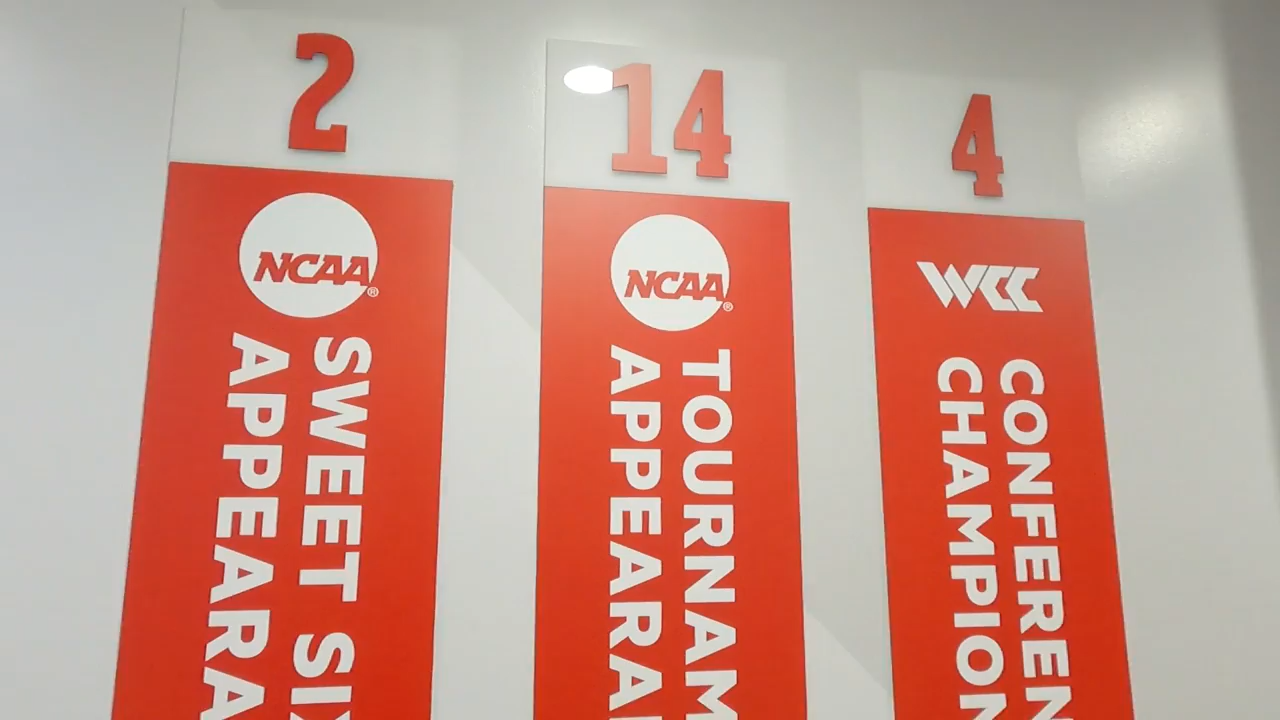 2
NCAA®
SWEET SIX
APPEARA
14
NCAA®
TOURNAM
APPEARA
4
WCC
CONFEREN
CHAMPION